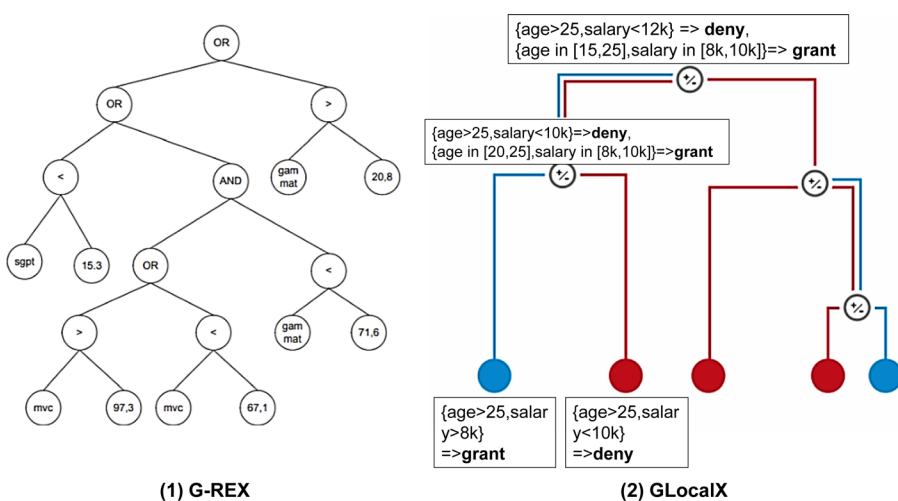 OR
OR
>
<
AND
gam
mat
20,8
sgpt
15.3
OR
<
>
<
gam
mat
71,6
mvc
97,3
mvc
67,1
(1) G-REX
{age>25,salary<12k} => deny,
{age in [15,25],salary in [8k,10k]}=> grant
+/-
{age>25,salary<10k}=>deny,
{age in [20,25],salary in [8k,10k]}=>grant
+/-
+/-
+/-
{age>25,salar
y>8k}
=>grant
{age>25,salar
y<10k}
=>deny
(2) GLocalX